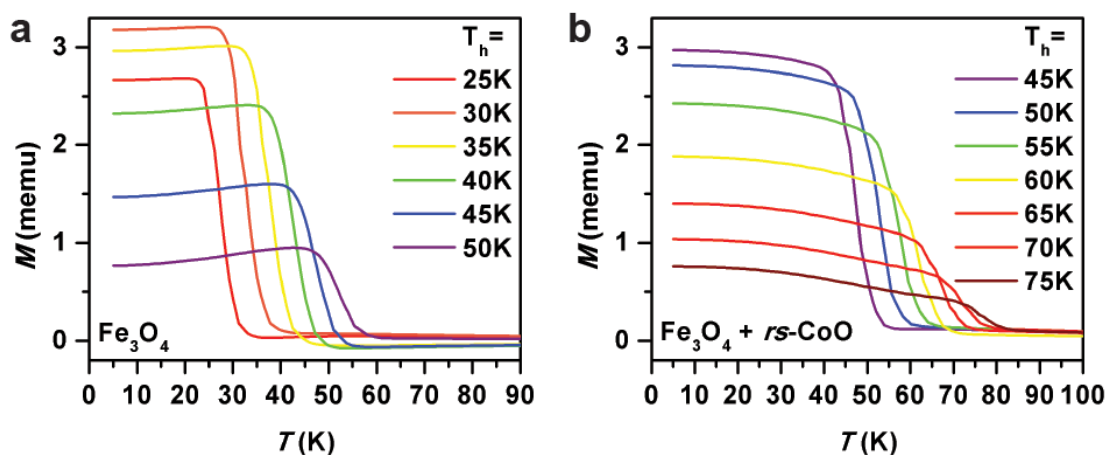 a
M (memu)
3
2
1
0
T_h=
25K
30K
35K
40K
45K
50K
Fe₃O₄
0 10 20 30 40 50 60 70 80 90
T (K)
b
M (memu)
3
2
1
0
T_h=
45K
50K
55K
60K
65K
70K
75K
Fe₃O₄ + rs-CoO
0 10 20 30 40 50 60 70 80 90 100
T (K)